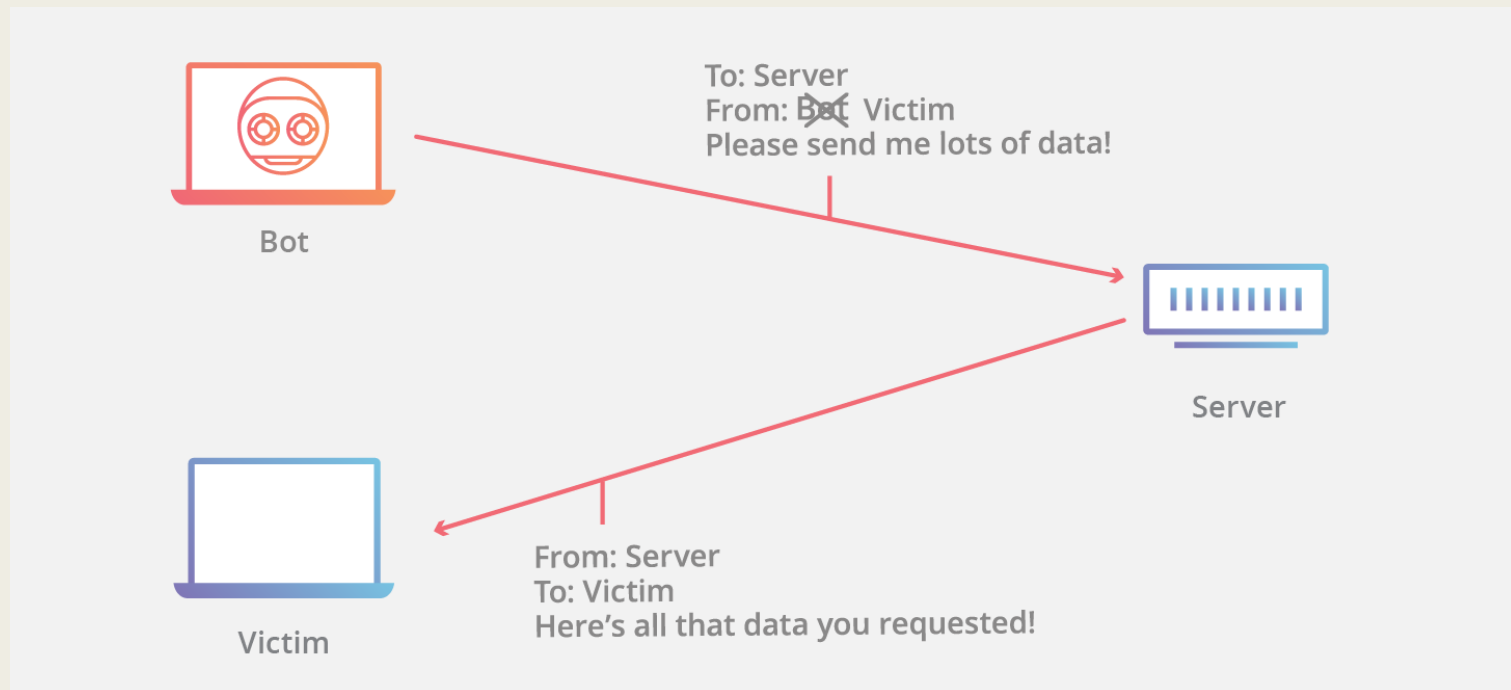 To: Server
From: Bot Victim
Please send me lots of data!
Bot
Server
From: Server
To: Victim
Here's all that data you requested!
Victim